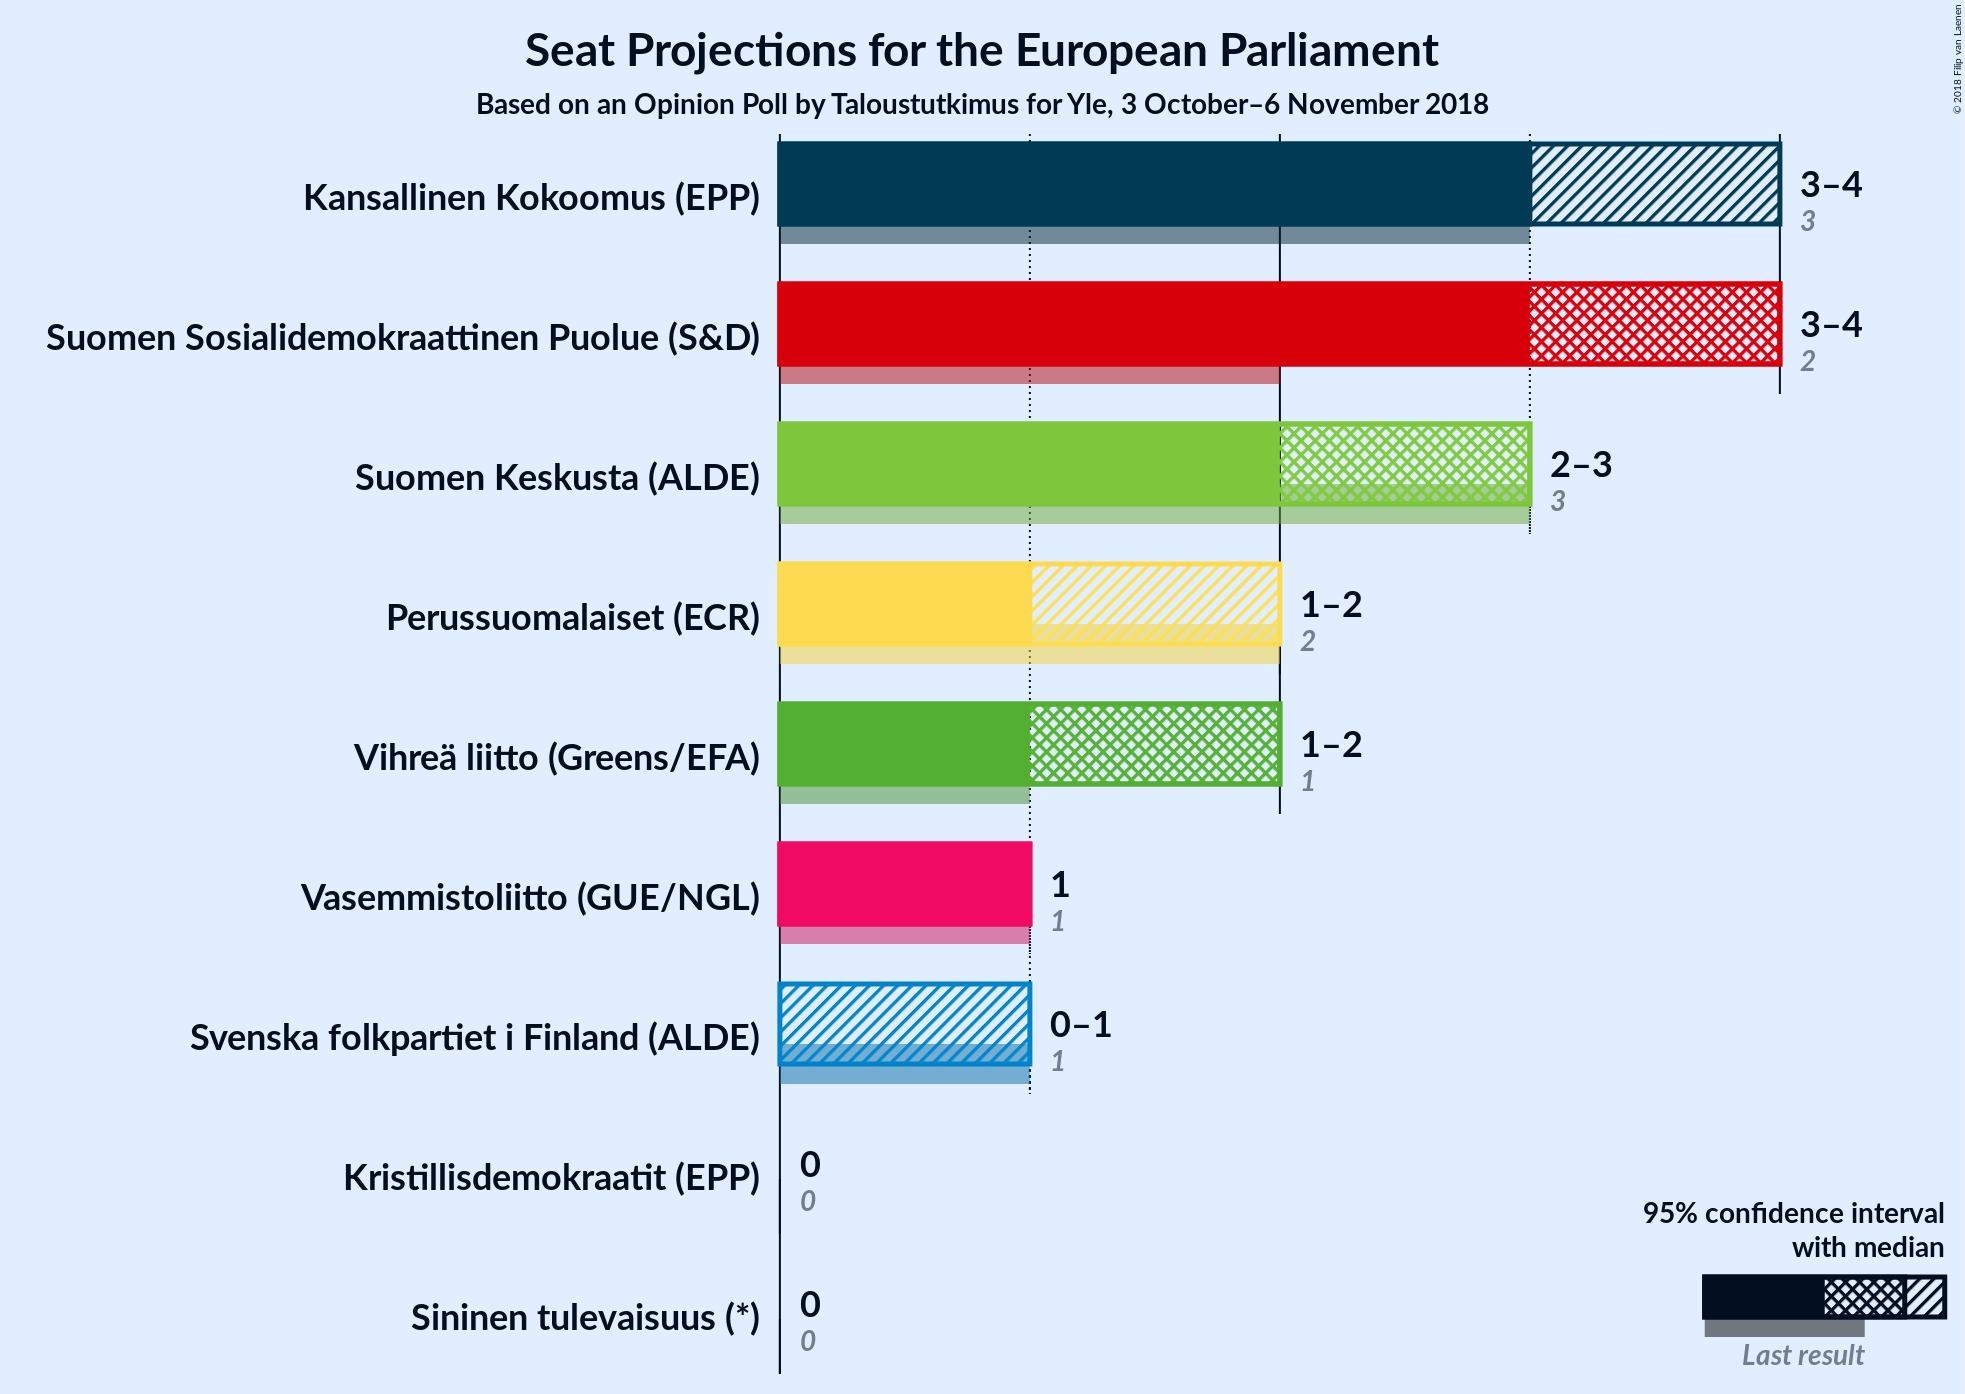 Seat Projections for the European Parliament
Based on an Opinion Poll by Taloustutkimus for Yle, 3 October–6 November 2018
© 2018 Filip van Laenen
Kansallinen Kokoomus (EPP)
3–4
3
Suomen Sosialidemokraattinen Puolue (S&D)
3–4
2
Suomen Keskusta (ALDE)
2–3
3
Perussuomalaiset (ECR)
1–2
2
Vihreä liitto (Greens/EFA)
1–2
1
Vasemmistoliitto (GUE/NGL)
1
1
Svenska folkpartiet i Finland (ALDE)
0–1
1
Kristillisdemokraatit (EPP)
0
0
Sininen tulevaisuus (*)
0
0
95% confidence interval
with median
Last result